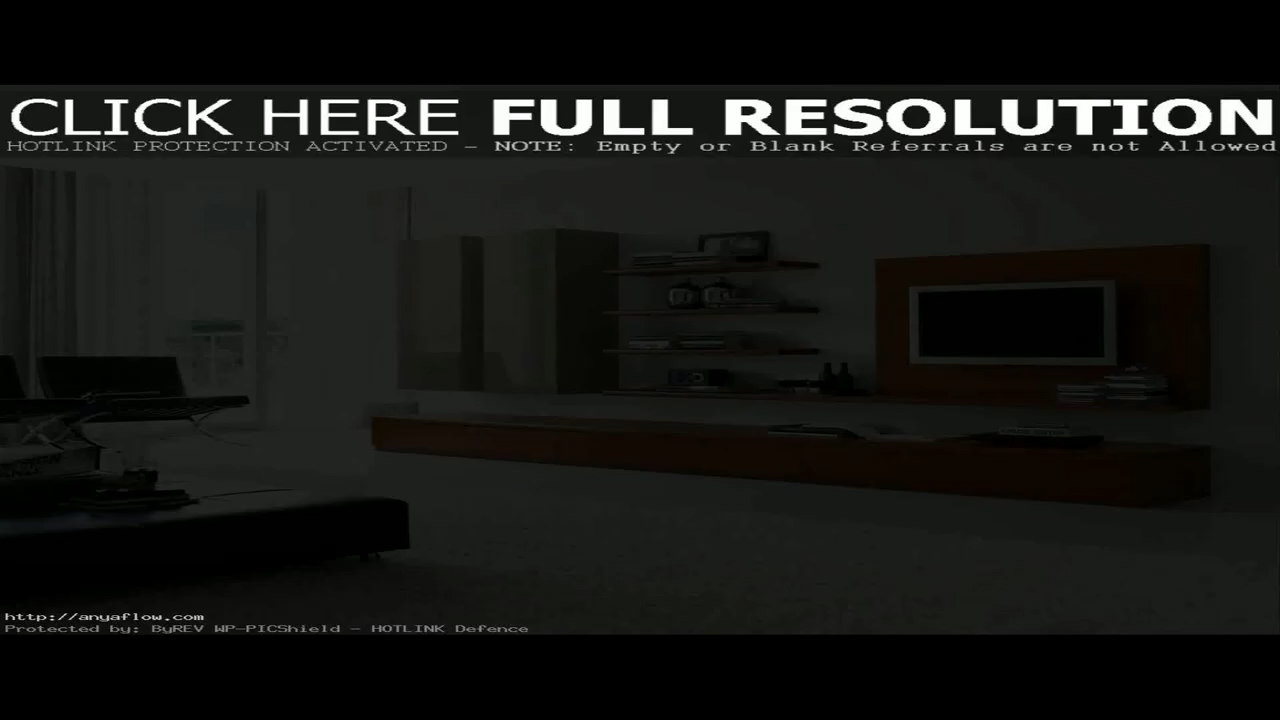 CLICK HERE FULL RESOLUTION
HOTLINK PROTECTION ACTIVATED - NOTE: Empty or Blank Referrals are not Allowed
http://anyaflow.com
Protected by: ByREV WP-PICShield - HOTLINK Defence